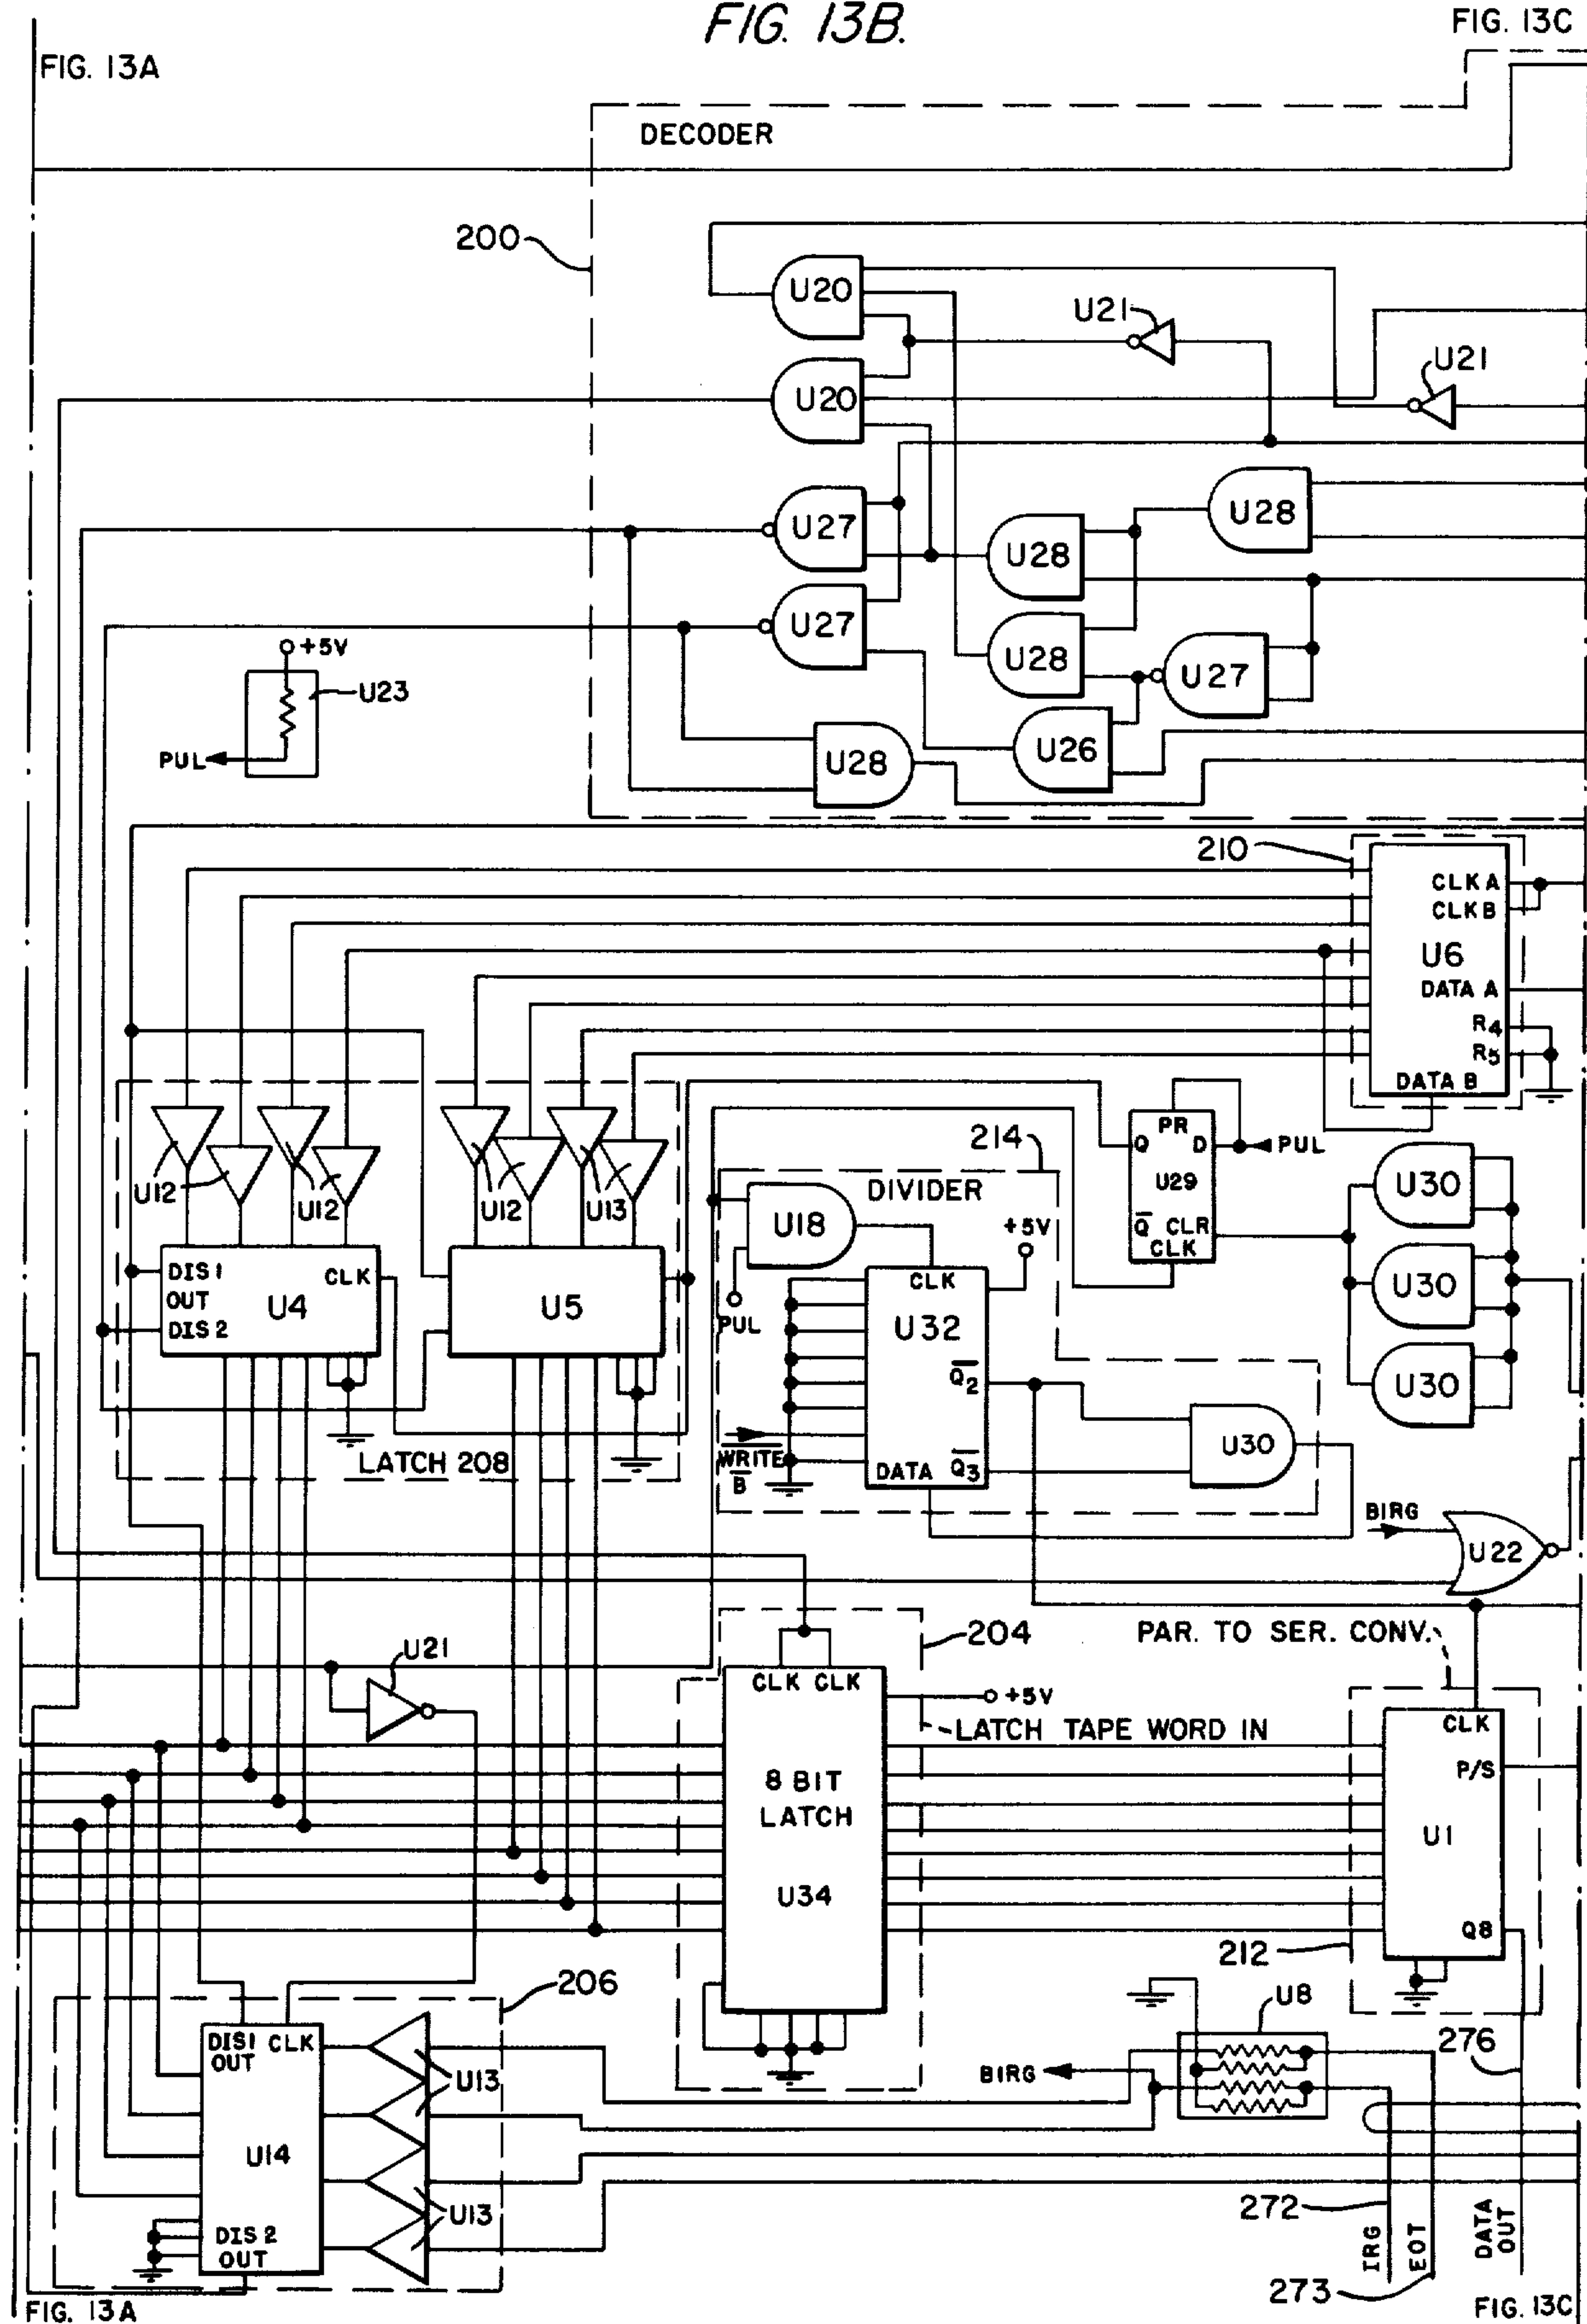 FIG. 13B.
FIG. 13C
FIG. 13A
DECODER
200
U20
U21
U21
U20
U27
U28
U28
U27
U28
U27
+5V
U23
PUL
U28
U26
210
CLK A
CLK B
U6
DATA A
R4
R5
DATA B
PR
Q D
PUL
U29
Q̅ CLR
CLK
214
DIVIDER
U12
U12
U12
U13
U18
+5V
U30
U30
U30
DIS 1
OUT
DIS 2
CLK
U4
U5
PUL
CLK
U32
Q̅2
Q̅3
DATA
WRITE
B̅
U30
LATCH 208
BIRG
U22
204
PAR. TO SER. CONV.
U21
CLK CLK
+5V
LATCH TAPE WORD IN
8 BIT
LATCH
U34
CLK
P/S
U1
Q8
212
206
U8
276
DIS1 CLK
OUT
U13
BIRG
U14
U13
DIS 2
OUT
272
IRG
EOT
DATA
OUT
273
FIG. 13A
FIG. 13C